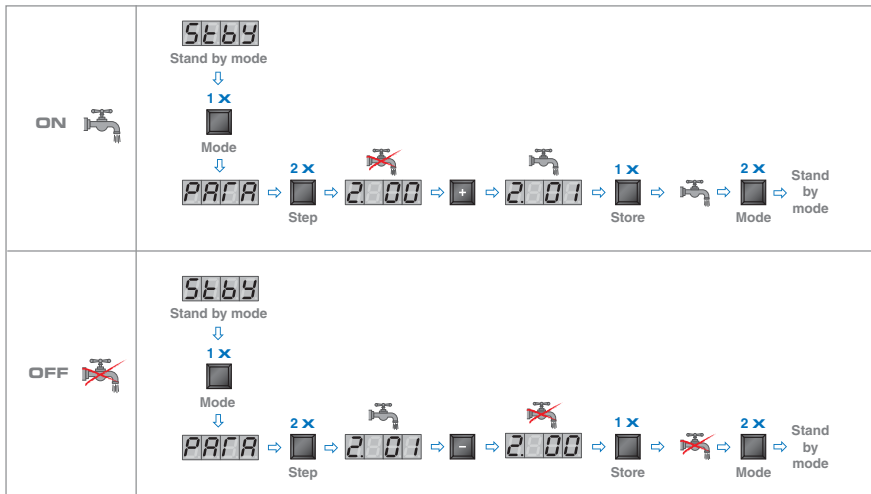 Stby
Stand by mode
1 X
Mode
ON
PARA
2 X
Step
2. 00
+
2. 01
1 X
Store
2 X
Mode
Stand
by
mode
Stby
Stand by mode
1 X
Mode
OFF
PARA
2 X
Step
2. 01
-
2. 00
1 X
Store
2 X
Mode
Stand
by
mode